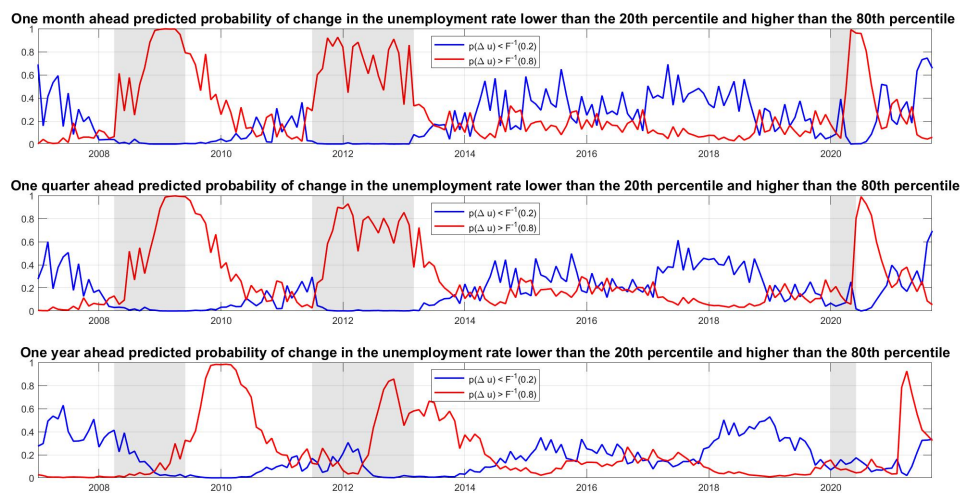 One month ahead predicted probability of change in the unemployment rate lower than the 20th percentile and higher than the 80th percentile
1
0.8
0.6
0.4
0.2
0
p(Δ u) < F⁻¹(0.2)
p(Δ u) > F⁻¹(0.8)
2008 2010 2012 2014 2016 2018 2020
One quarter ahead predicted probability of change in the unemployment rate lower than the 20th percentile and higher than the 80th percentile
1
0.8
0.6
0.4
0.2
0
p(Δ u) < F⁻¹(0.2)
p(Δ u) > F⁻¹(0.8)
2008 2010 2012 2014 2016 2018 2020
One year ahead predicted probability of change in the unemployment rate lower than the 20th percentile and higher than the 80th percentile
1
0.8
0.6
0.4
0.2
0
p(Δ u) < F⁻¹(0.2)
p(Δ u) > F⁻¹(0.8)
2008 2010 2012 2014 2016 2018 2020